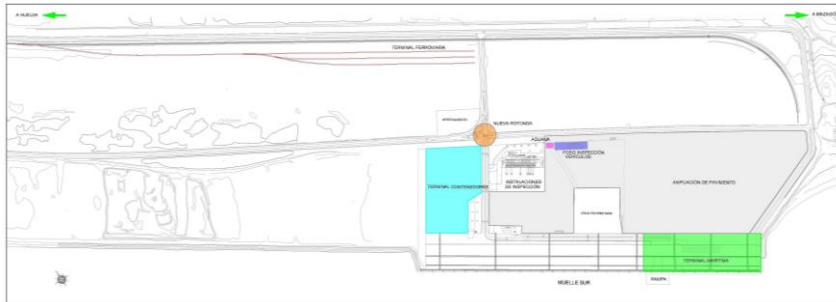 A HUELVA
A MAZAGÓN
TERMINAL FERROVIARIA
APARCAMIENTO
NUEVA ROTONDA
ADUANA
FOSO INSPECCIÓN
VEHÍCULOS
TERMINAL CONTENEDORES
INSTALACIONES
DE INSPECCIÓN
AMPLIACIÓN DE PAVIMENTO
TERMINAL MARÍTIMA
MUELLE SUR